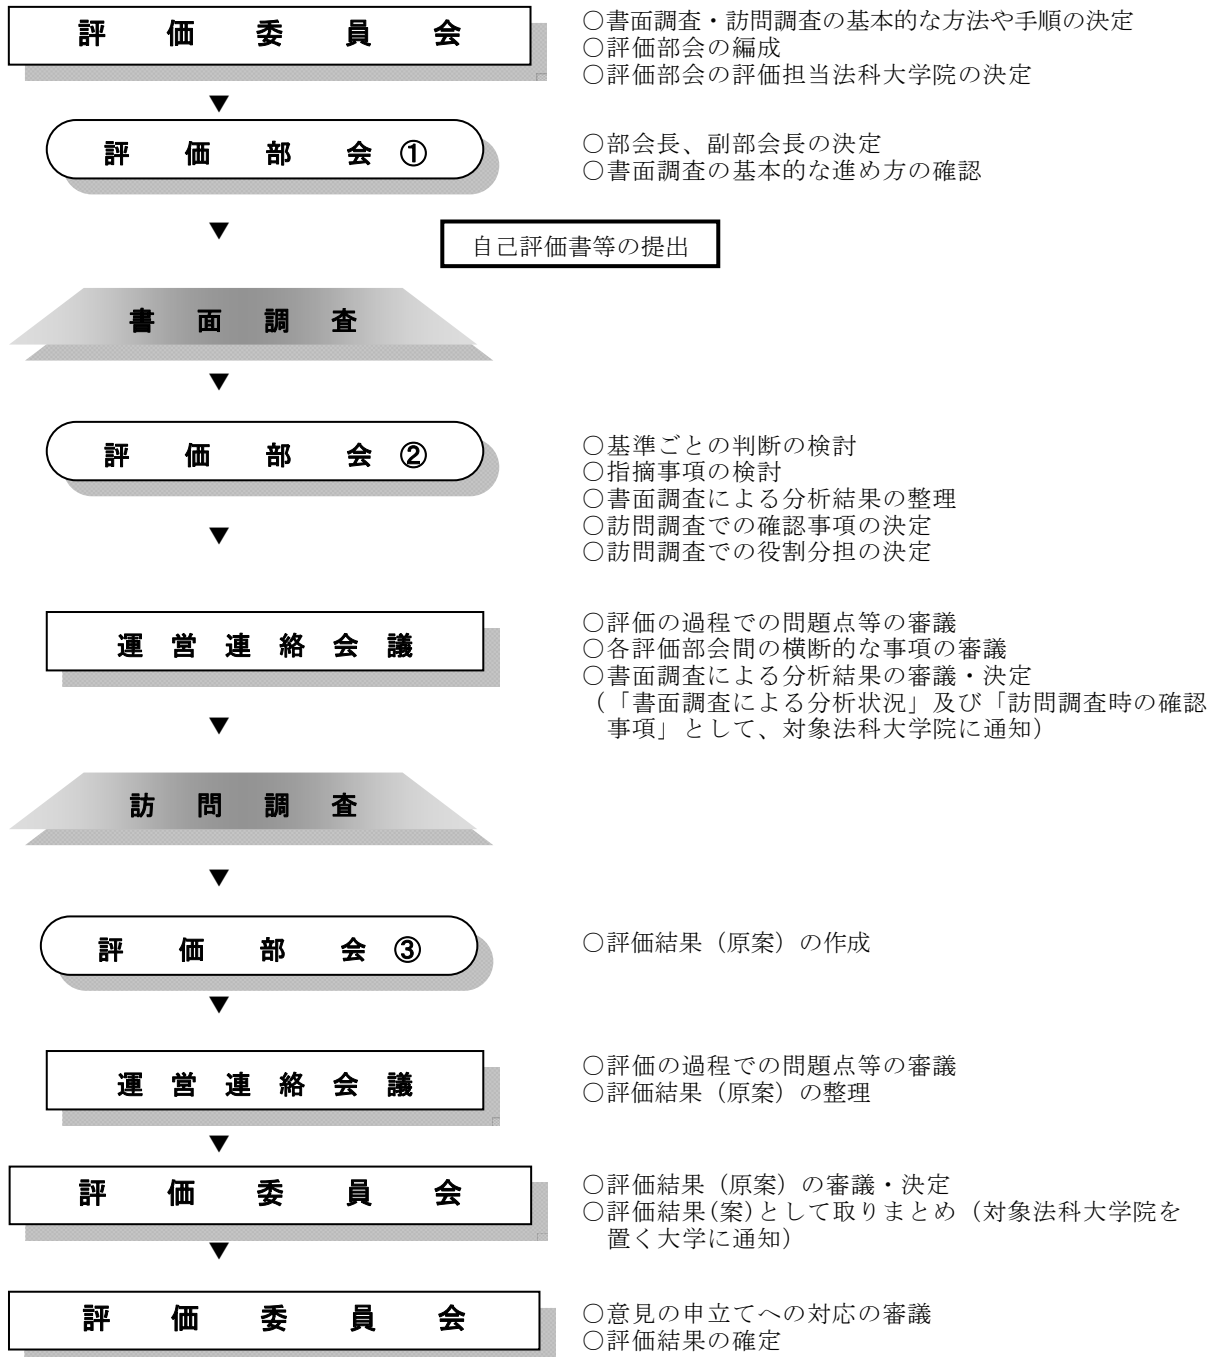 評価委員会
○書面調査・訪問調査の基本的な方法や手順の決定
○評価部会の編成
○評価部会の評価担当法科大学院の決定
▼
評価部会①
○部会長、副部会長の決定
○書面調査の基本的な進め方の確認
▼
自己評価書等の提出
書面調査
▼
評価部会②
○基準ごとの判断の検討
○指摘事項の検討
○書面調査による分析結果の整理
○訪問調査での確認事項の決定
○訪問調査での役割分担の決定
▼
運営連絡会議
○評価の過程での問題点等の審議
○各評価部会間の横断的な事項の審議
○書面調査による分析結果の審議・決定
（「書面調査による分析状況」及び「訪問調査時の確認
事項」として、対象法科大学院に通知）
▼
訪問調査
▼
評価部会③
○評価結果（原案）の作成
▼
運営連絡会議
○評価の過程での問題点等の審議
○評価結果（原案）の整理
▼
評価委員会
○評価結果（原案）の審議・決定
○評価結果(案)として取りまとめ（対象法科大学院を
置く大学に通知）
▼
評価委員会
○意見の申立てへの対応の審議
○評価結果の確定